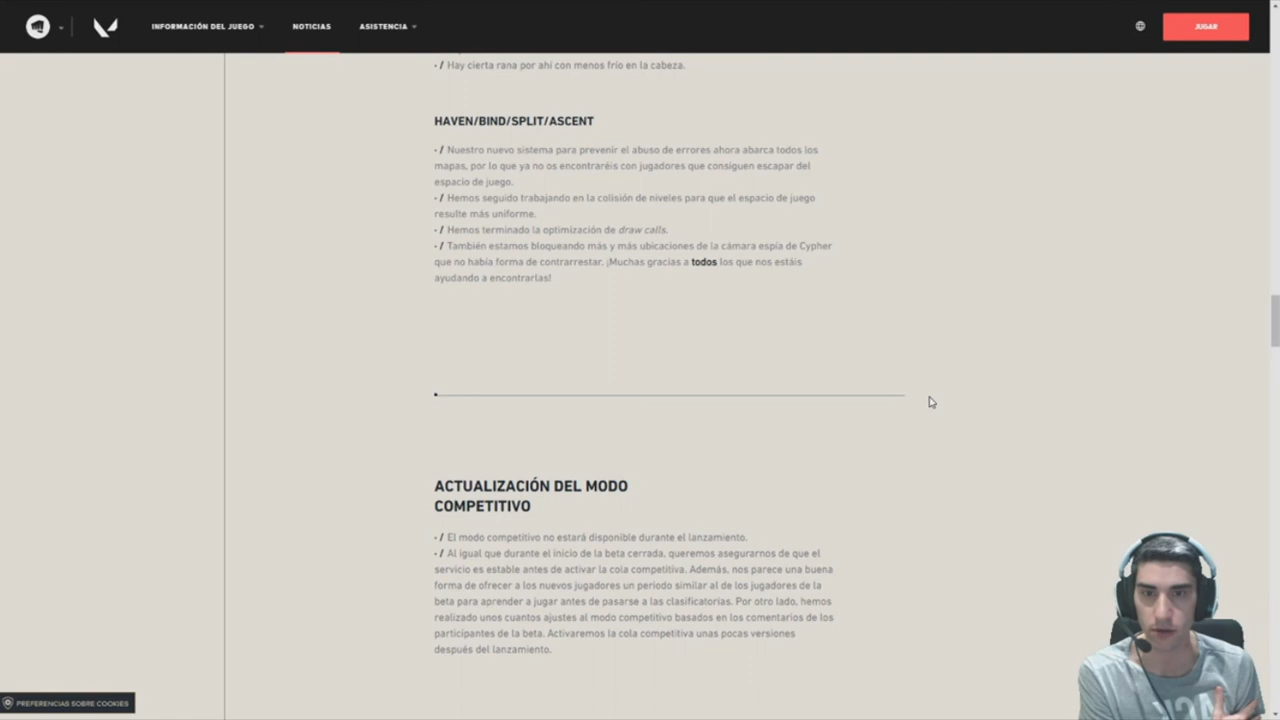 INFORMACIÓN DEL JUEGO
NOTICIAS
ASISTENCIA
JUGAR
• / Hay cierta rana por ahí con menos frío en la cabeza.
HAVEN/BIND/SPLIT/ASCENT
• / Nuestro nuevo sistema para prevenir el abuso de errores ahora abarca todos los
mapas, por lo que ya no os encontraréis con jugadores que consiguen escapar del
espacio de juego.
• / Hemos seguido trabajando en la colisión de niveles para que el espacio de juego
resulte más uniforme.
• / Hemos terminado la optimización de draw calls.
• / También estamos bloqueando más y más ubicaciones de la cámara espía de Cypher
que no había forma de contrarrestar. ¡Muchas gracias a todos los que nos estáis
ayudando a encontrarlas!
ACTUALIZACIÓN DEL MODO
COMPETITIVO
• / El modo competitivo no estará disponible durante el lanzamiento.
• / Al igual que durante el inicio de la beta cerrada, queremos asegurarnos de que el
servicio es estable antes de activar la cola competitiva. Además, nos parece una buena
forma de ofrecer a los nuevos jugadores un periodo similar al de los jugadores de la
beta para aprender a jugar antes de pasarse a las clasificatorias. Por otro lado, hemos
realizado unos cuantos ajustes al modo competitivo basados en los comentarios de los
participantes de la beta. Activaremos la cola competitiva unas pocas versiones
después del lanzamiento.
PREFERENCIAS SOBRE COOKIES